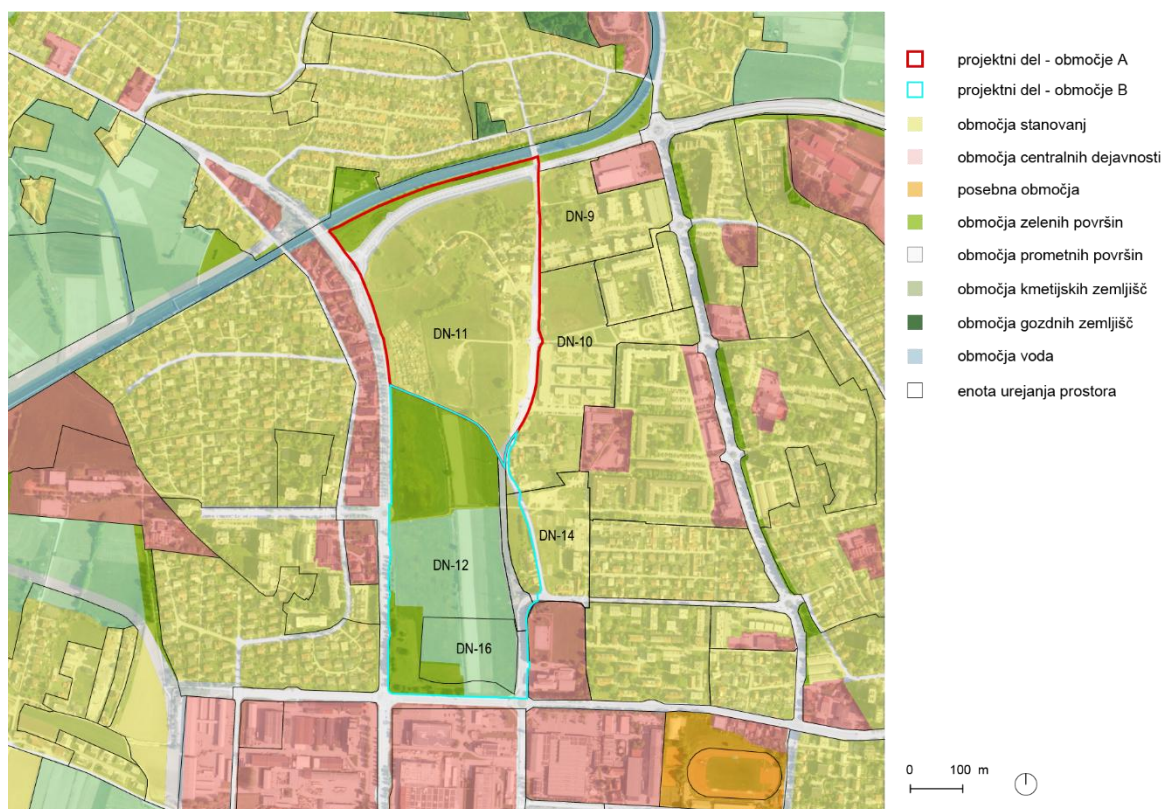 projektni del - območje A
projektni del - območje B
območja stanovanj
območja centralnih dejavnosti
posebna območja
območja zelenih površin
območja prometnih površin
območja kmetijskih zemljišč
območja gozdnih zemljišč
območja voda
enota urejanja prostora
DN-9
DN-11
DN-10
DN-14
DN-12
DN-16
0 100 m